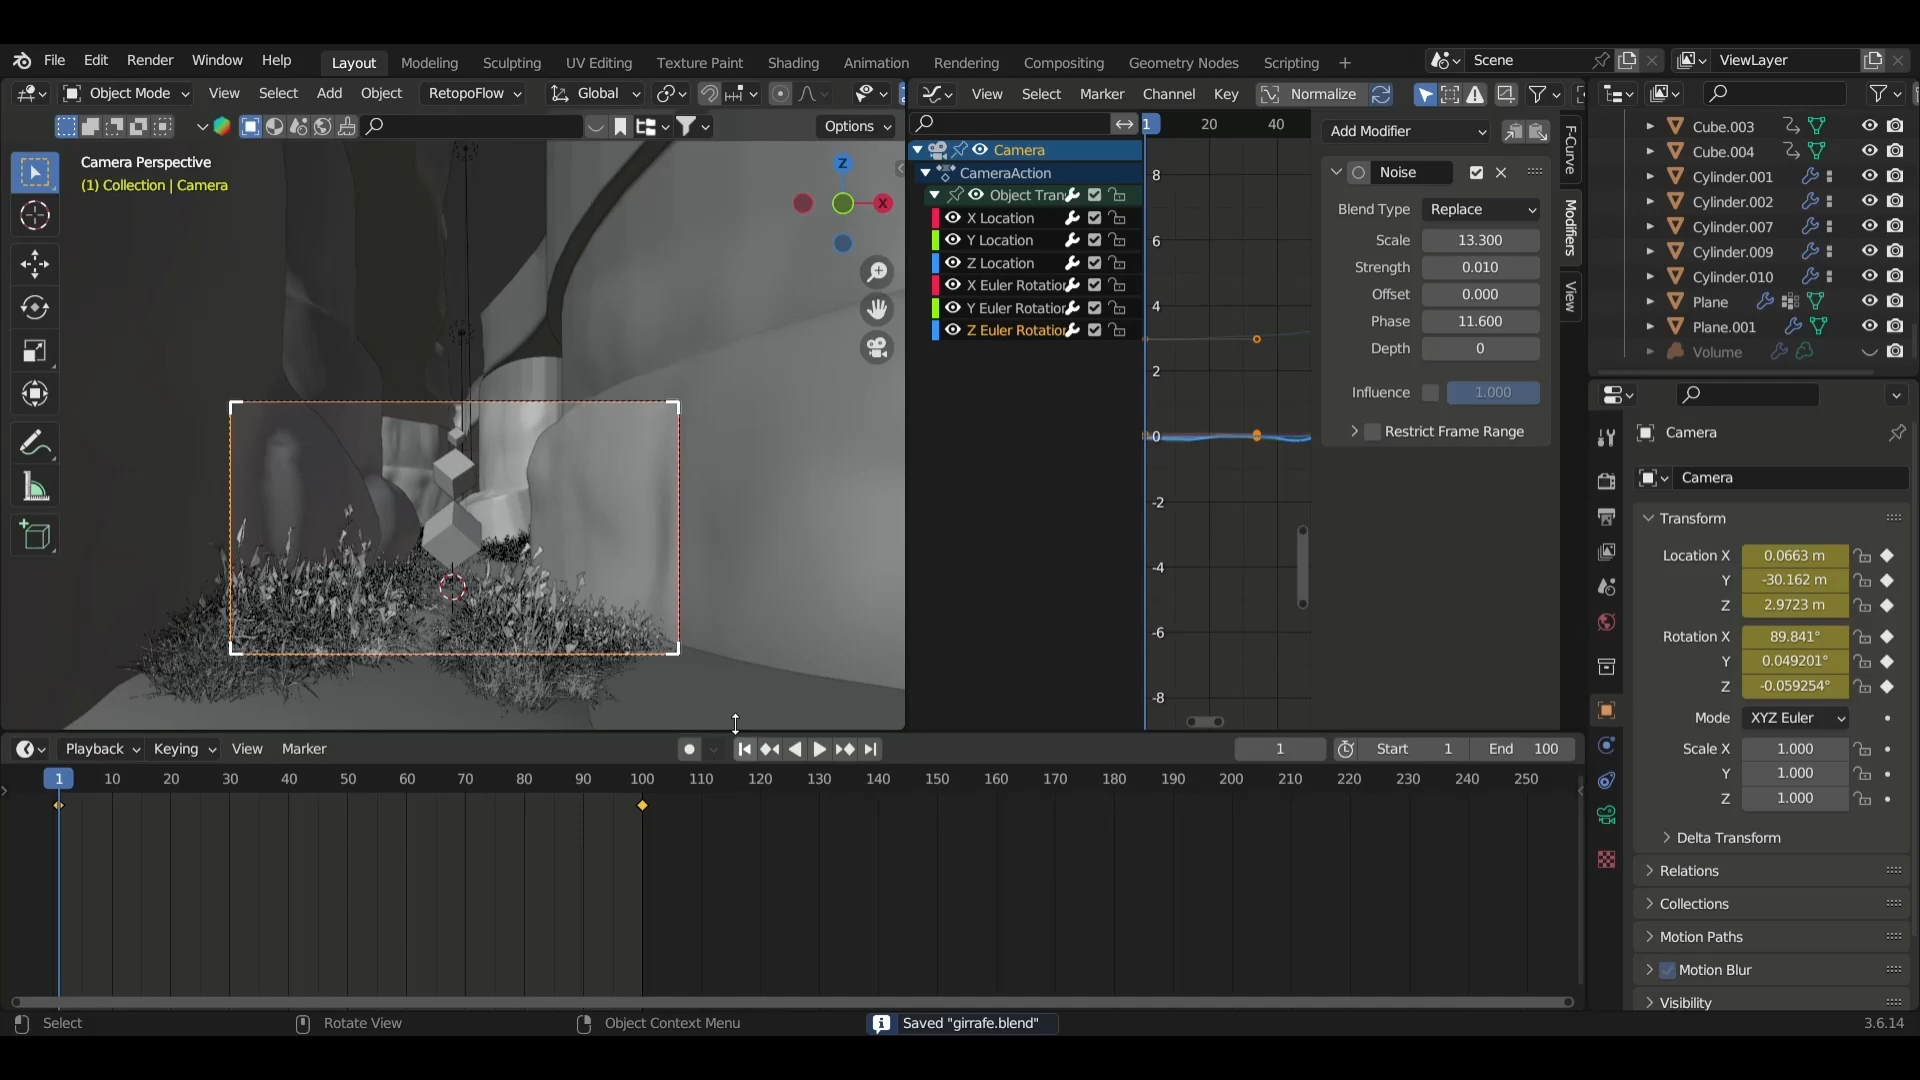 File Edit Render Window Help Layout Modeling Sculpting UV Editing Texture Paint Shading Animation Rendering Compositing Geometry Nodes Scripting + Scene ViewLayer
Object Mode View Select Add Object RetopoFlow Global View Select Marker Channel Key Normalize
Options
Camera Perspective
(1) Collection | Camera
Z
X
Camera
CameraAction
Object Tran
X Location
Y Location
Z Location
X Euler Rotation
Y Euler Rotation
Z Euler Rotation
1 20 40
8
6
4
2
0
-2
-4
-6
-8
Add Modifier
Noise
Blend Type Replace
Scale 13.300
Strength 0.010
Offset 0.000
Phase 11.600
Depth 0
Influence 1.000
Restrict Frame Range
F-Curve
Modifiers
View
Cube.003
Cube.004
Cylinder.001
Cylinder.002
Cylinder.007
Cylinder.009
Cylinder.010
Plane
Plane.001
Volume
Camera
Camera
Transform
Location X 0.0663 m
Y -30.162 m
Z 2.9723 m
Rotation X 89.841°
Y 0.049201°
Z -0.059254°
Mode XYZ Euler
Scale X 1.000
Y 1.000
Z 1.000
Delta Transform
Relations
Collections
Motion Paths
Motion Blur
Visibility
Playback Keying View Marker 1 Start 1 End 100
1 10 20 30 40 50 60 70 80 90 100 110 120 130 140 150 160 170 180 190 200 210 220 230 240 250
Select Rotate View Object Context Menu Saved "girrafe.blend" 3.6.14